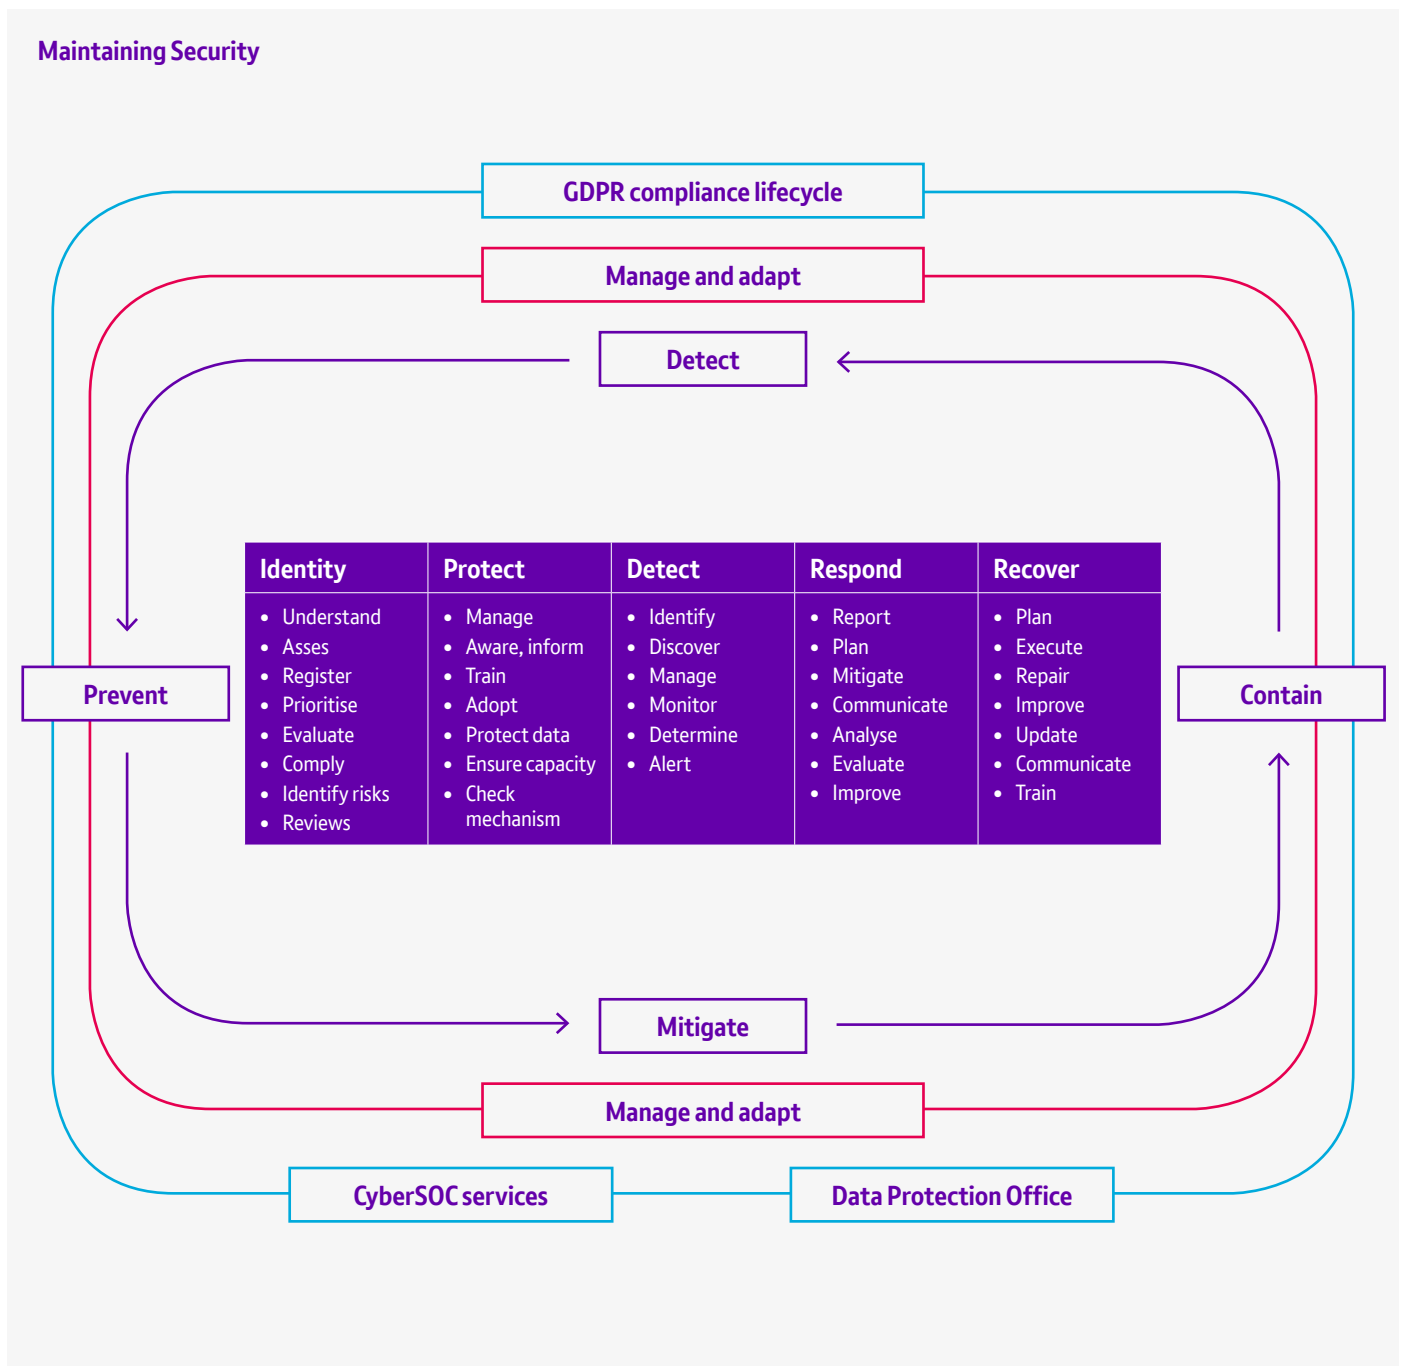 Maintaining Security
GDPR compliance lifecycle
Manage and adapt
Detect
Prevent
Contain
Identity
Understand
Asses
Register
Prioritise
Evaluate
Comply
Identify risks
Reviews
Protect
Manage
Aware, inform
Train
Adopt
Protect data
Ensure capacity
Check
mechanism
Detect
Identify
Discover
Manage
Monitor
Determine
Alert
Respond
Report
Plan
Mitigate
Communicate
Analyse
Evaluate
Improve
Recover
Plan
Execute
Repair
Improve
Update
Communicate
Train
Mitigate
Manage and adapt
CyberSOC services
Data Protection Office